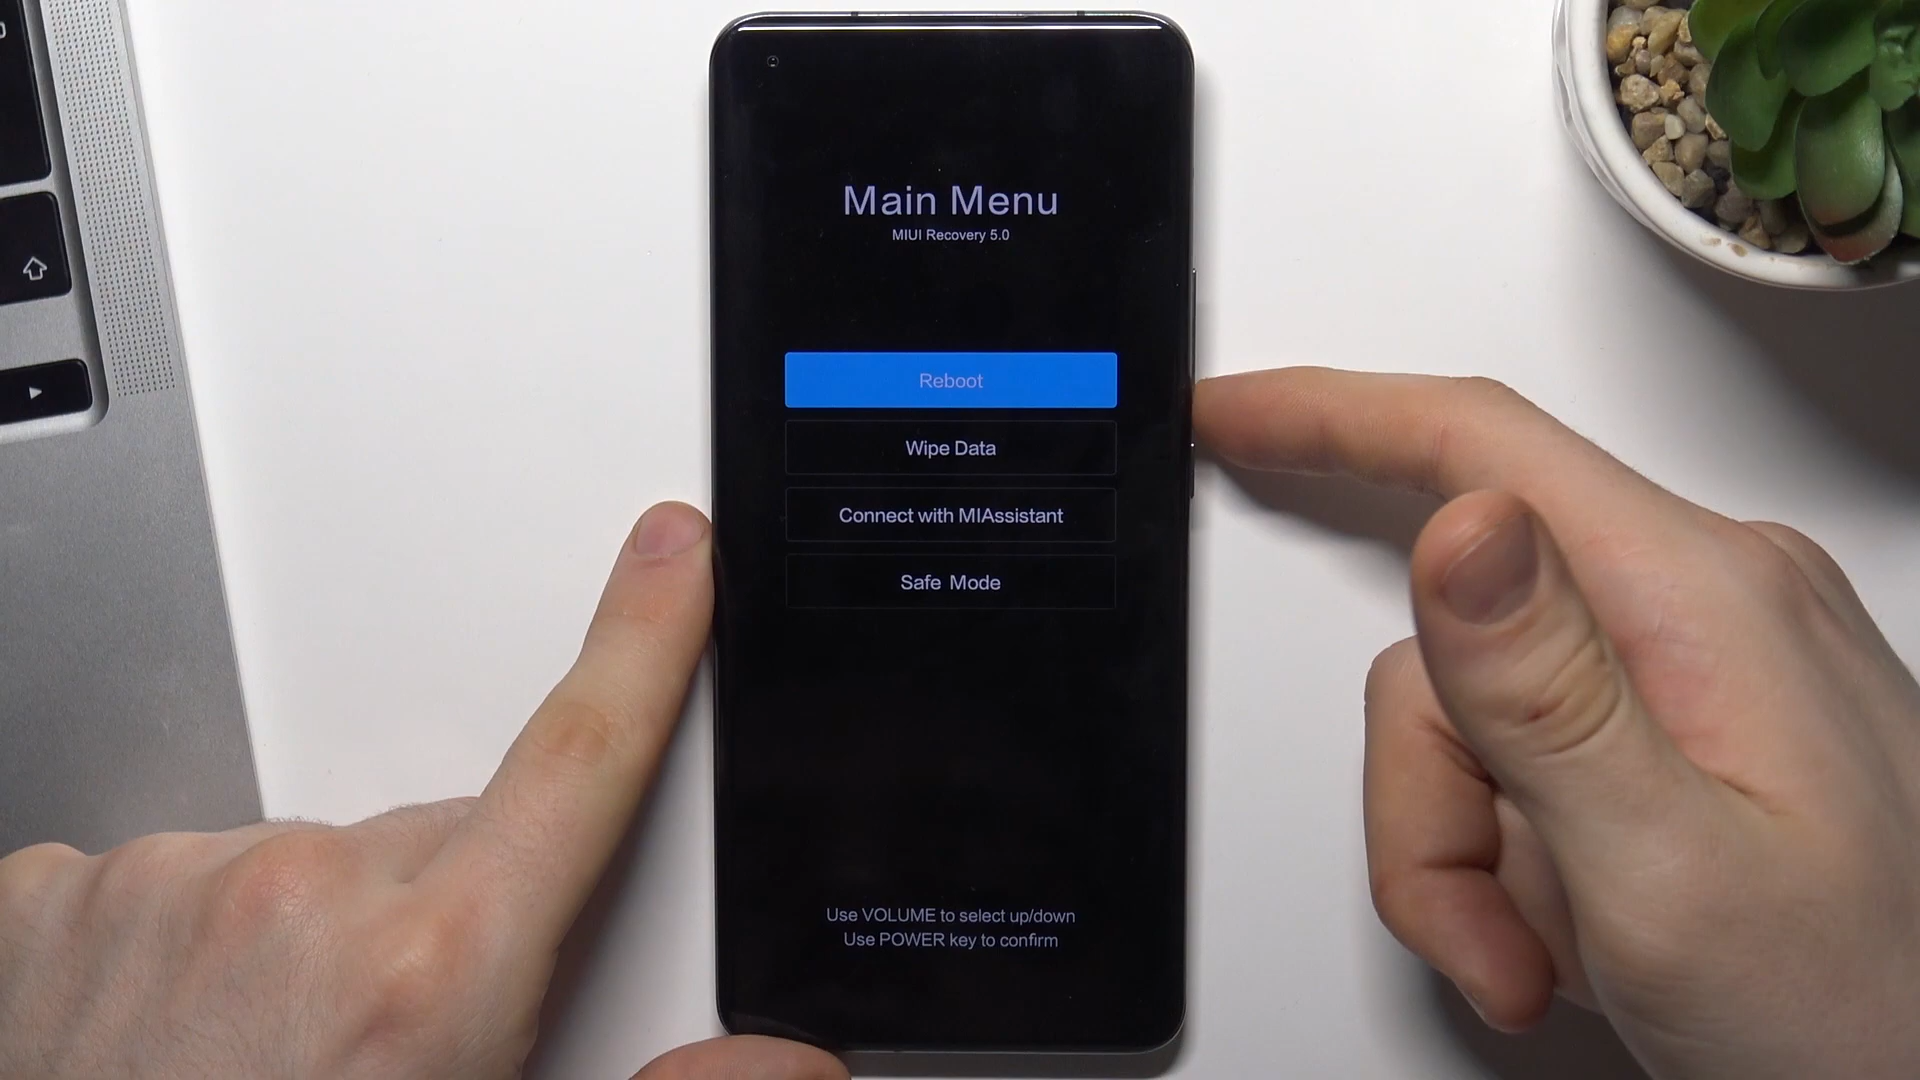 Main Menu
MIUI Recovery 5.0
Reboot
Wipe Data
Connect with MIAssistant
Safe Mode
Use VOLUME to select up/down
Use POWER key to confirm